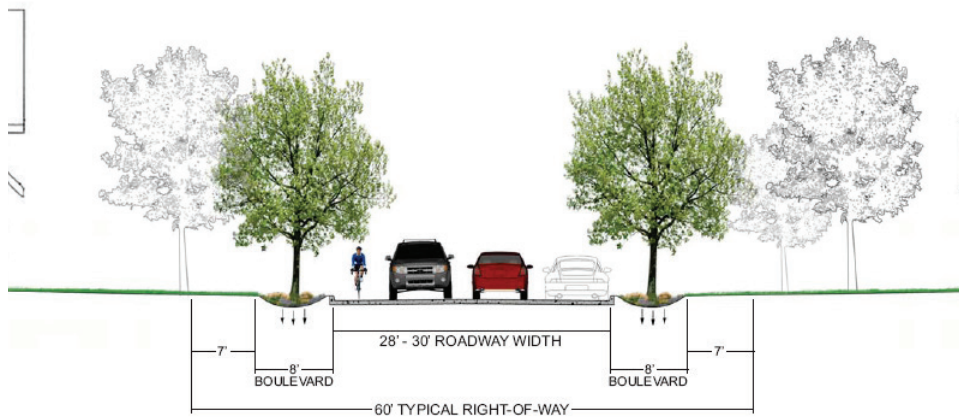 28' - 30' ROADWAY WIDTH
7'
7'
8'
BOULEVARD
8'
BOULEVARD
60' TYPICAL RIGHT-OF-WAY